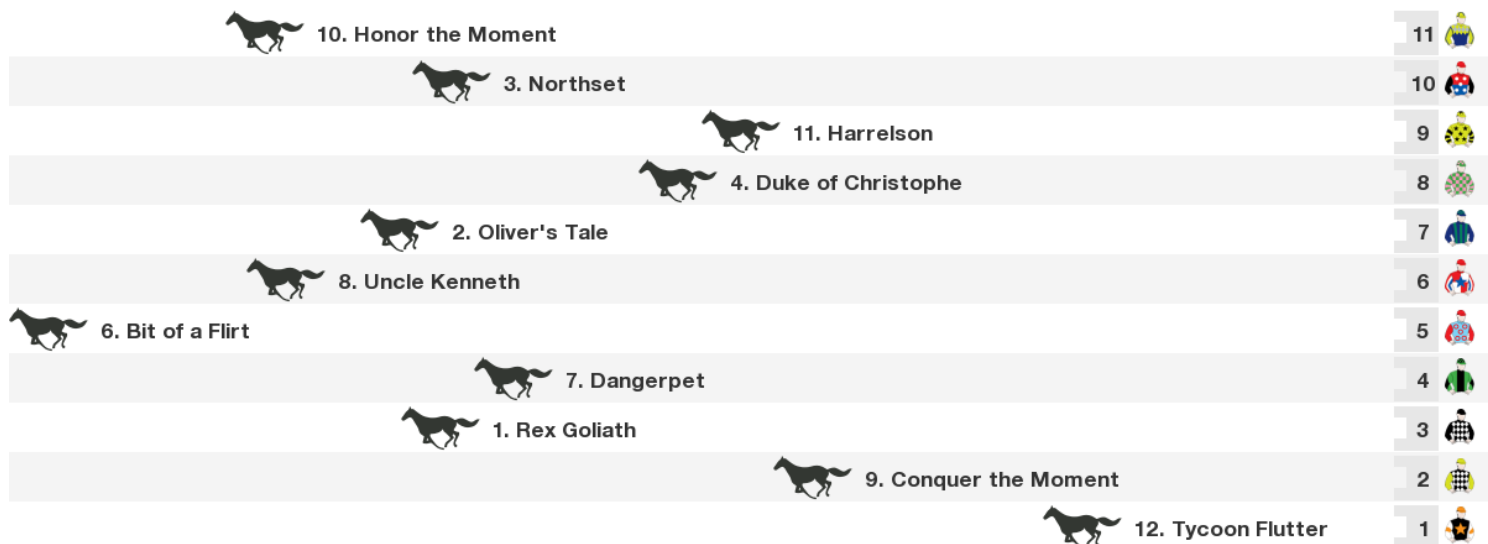 10. Honor the Moment 11
3. Northset 10
11. Harrelson 9
4. Duke of Christophe 8
2. Oliver's Tale 7
8. Uncle Kenneth 6
6. Bit of a Flirt 5
7. Dangerpet 4
1. Rex Goliath 3
9. Conquer the Moment 2
12. Tycoon Flutter 1